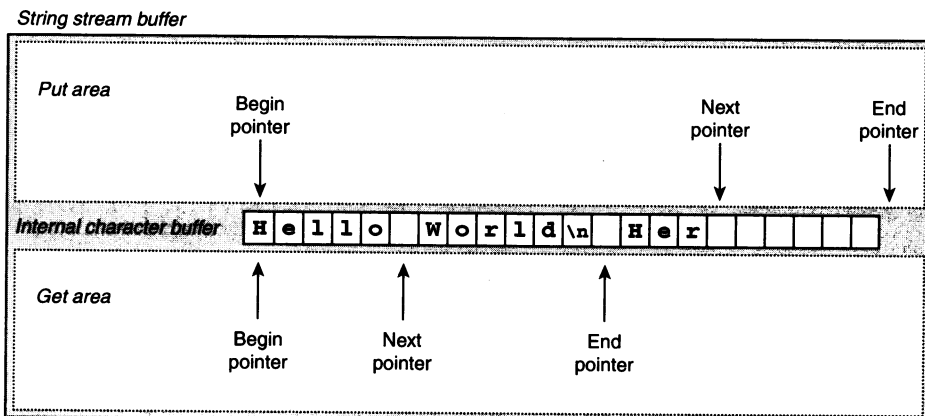 String stream buffer
Put area
Begin
pointer
Next
pointer
End
pointer
Internal character buffer
H e l l o W o r l d \n H e r
Get area
Begin
pointer
Next
pointer
End
pointer